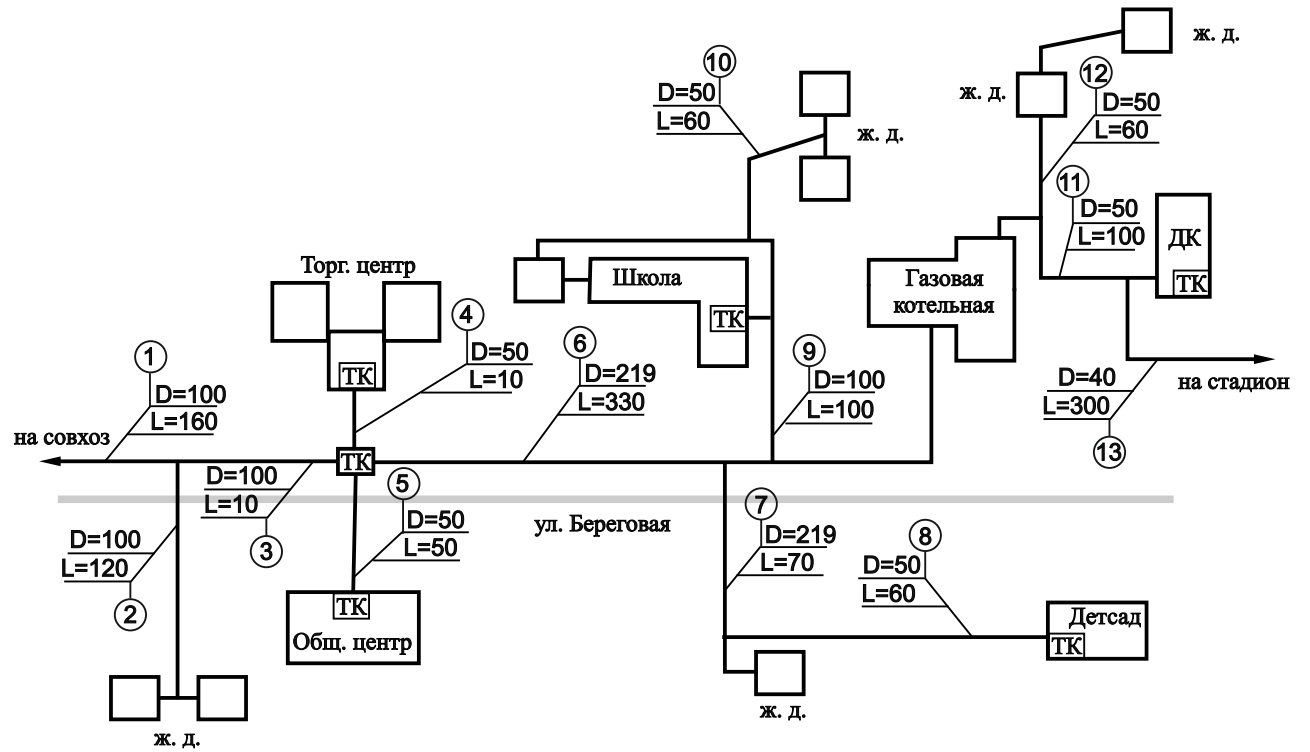 ж. д.
10
D=50
L=60
ж. д.
ж. д.
12
D=50
L=60
11
D=50
L=100
ДК
ТК
Торг. центр
ТК
Школа
ТК
Газовая
котельная
1
D=100
L=160
на совхоз
4
D=50
L=10
6
D=219
L=330
9
D=100
L=100
на стадион
D=40
L=300
13
ТК
D=100
L=10
3
5
D=50
L=50
ул. Береговая
7
D=219
L=70
8
D=50
L=60
D=100
L=120
2
ТК
Общ. центр
Детсад
ТК
ж. д.
ж. д.